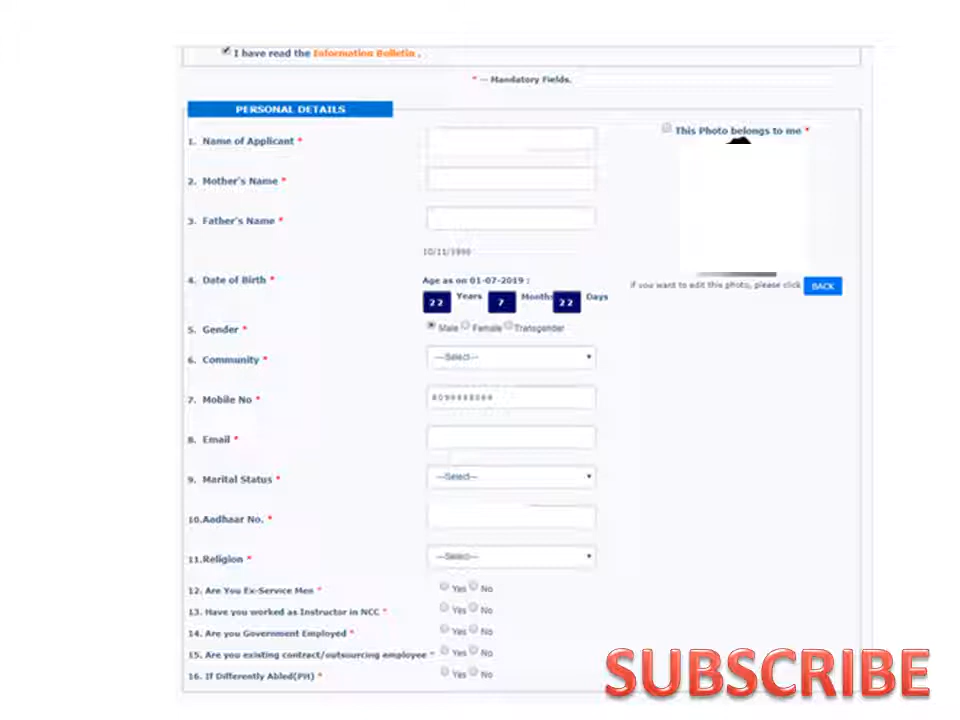 I have read the Information Bulletin .
* -- Mandatory Fields.
PERSONAL DETAILS
This Photo belongs to me *
1. Name of Applicant *
2. Mother's Name *
3. Father's Name *
10/11/1996
4. Date of Birth *
Age as on 01-07-2019 :
22 Years 7 Months 22 Days
if you want to edit this photo, please click BACK
5. Gender * Male Female Transgender
6. Community * ---Select---
7. Mobile No *
8. Email *
9. Marital Status * ---Select---
10.Aadhaar No. *
11.Religion * ---Select---
12. Are You Ex-Service Men * Yes No
13. Have you worked as Instructor in NCC * Yes No
14. Are you Government Employed * Yes No
15. Are you existing contract/outsourcing employee * Yes No
16. If Differently Abled(PH) * Yes No
SUBSCRIBE